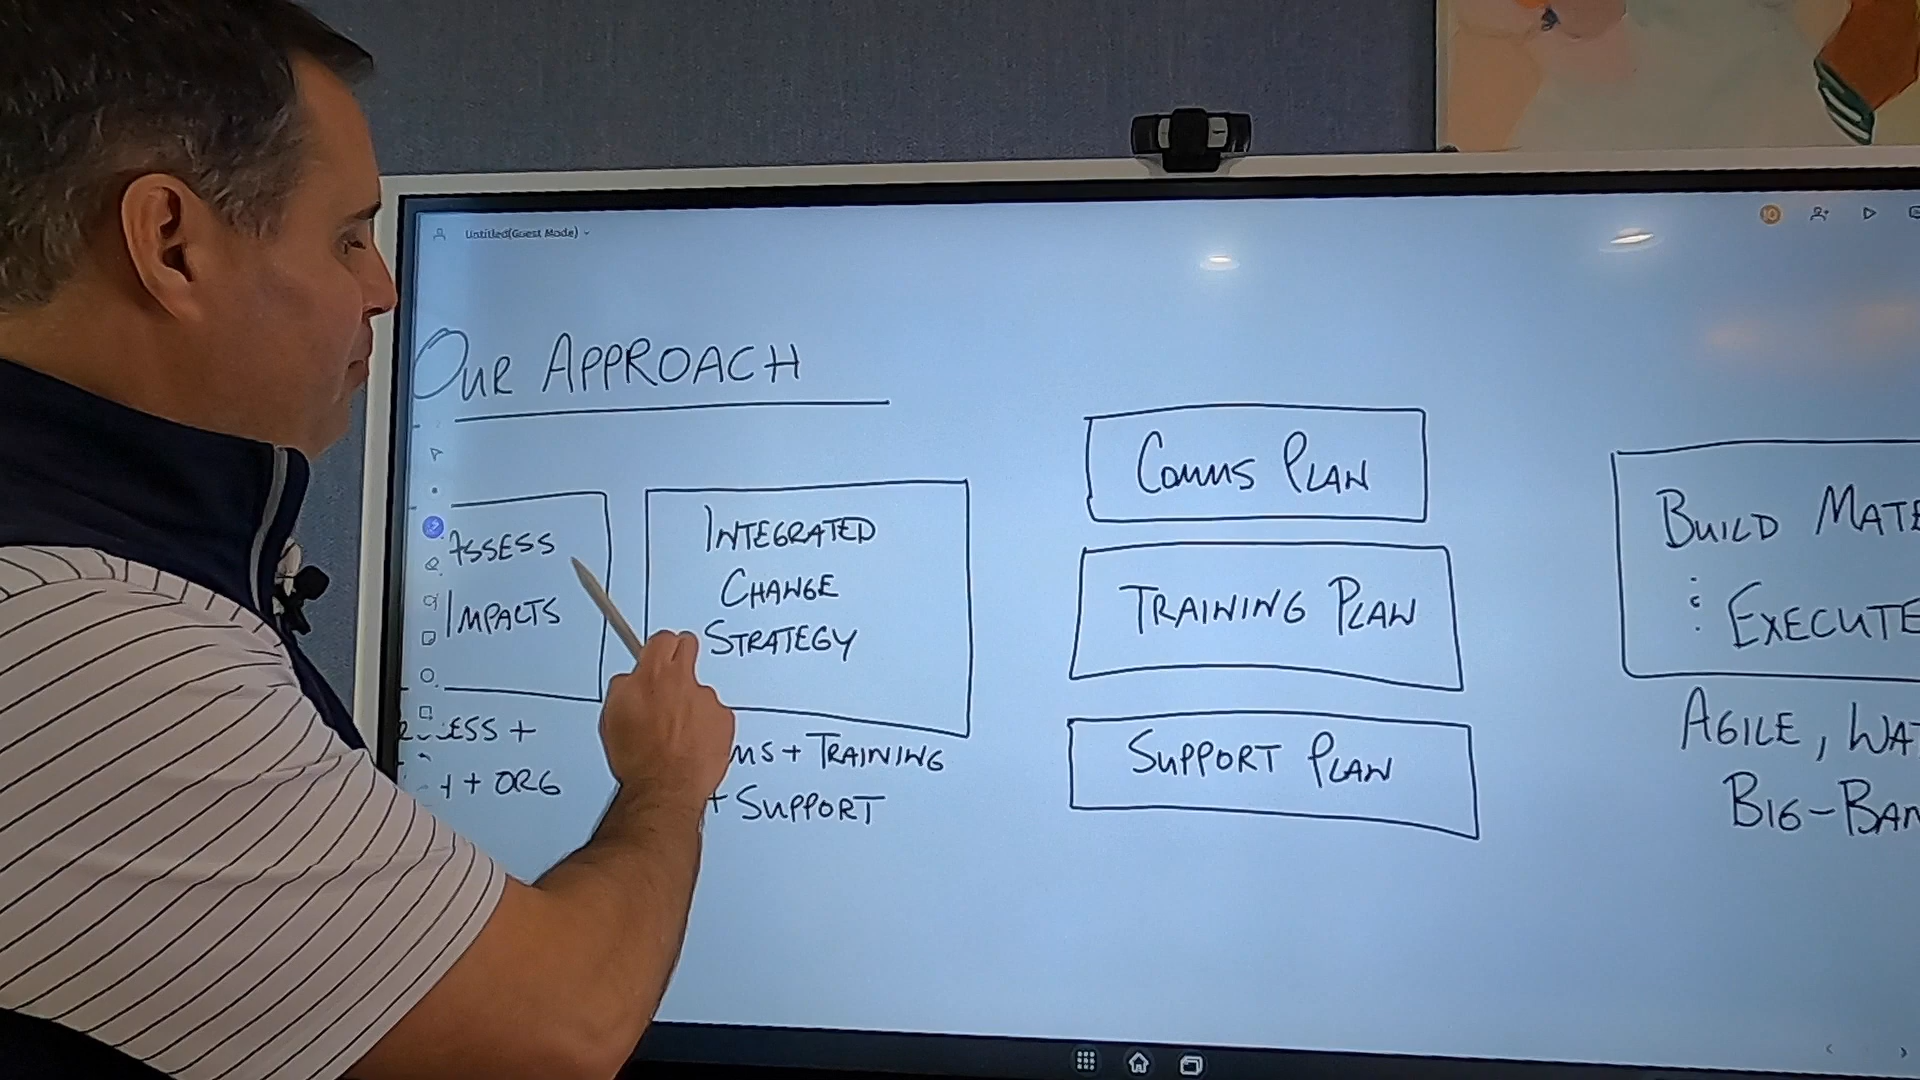 Untitled(Guest Mode)
OUR APPROACH
ASSESS
IMPACTS
+
+ ORG
INTEGRATED
CHANGE
STRATEGY
+ TRAINING
+ SUPPORT
COMMS PLAN
TRAINING PLAN
SUPPORT PLAN
BUILD
EXECUTE
AGILE,